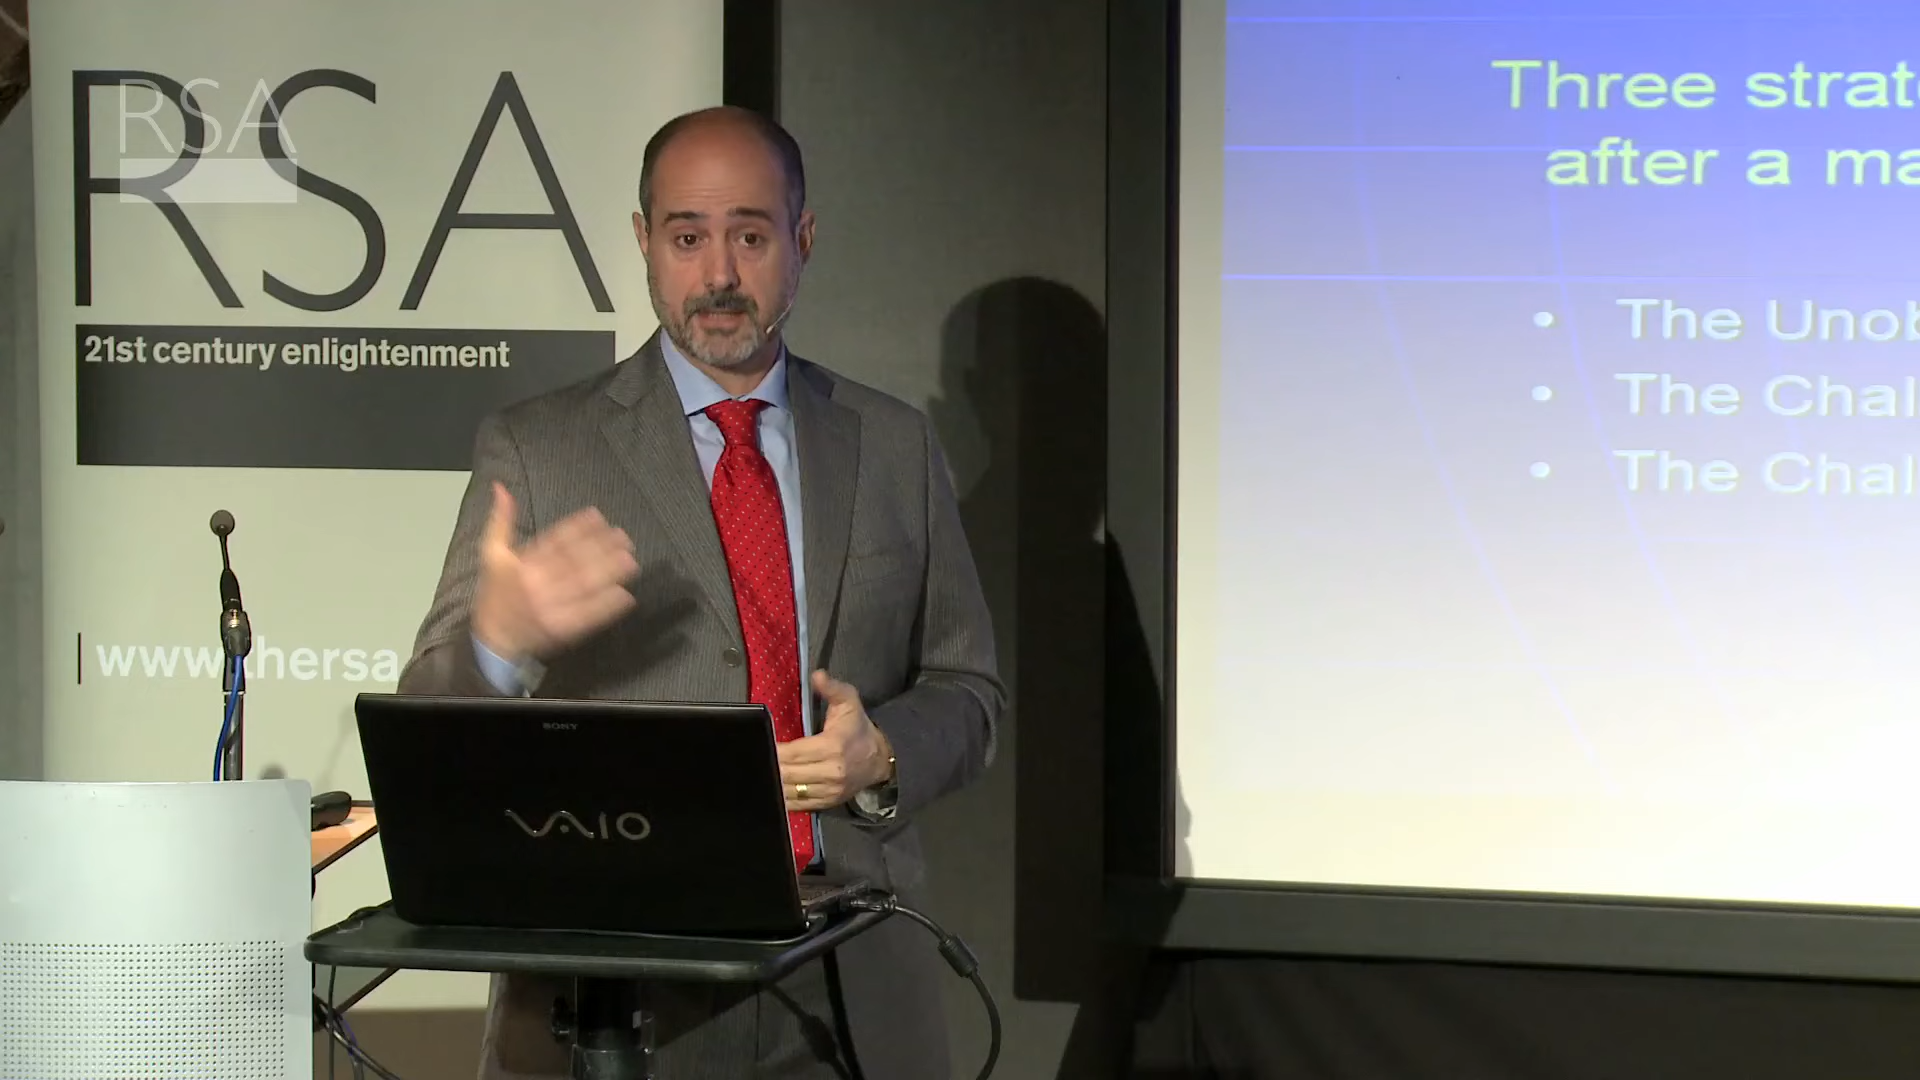 RSA
RSA
21st century enlightenment
www.thersa
SONY
VAIO
Three strat
after a ma
The Unob
The Chal
The Chal